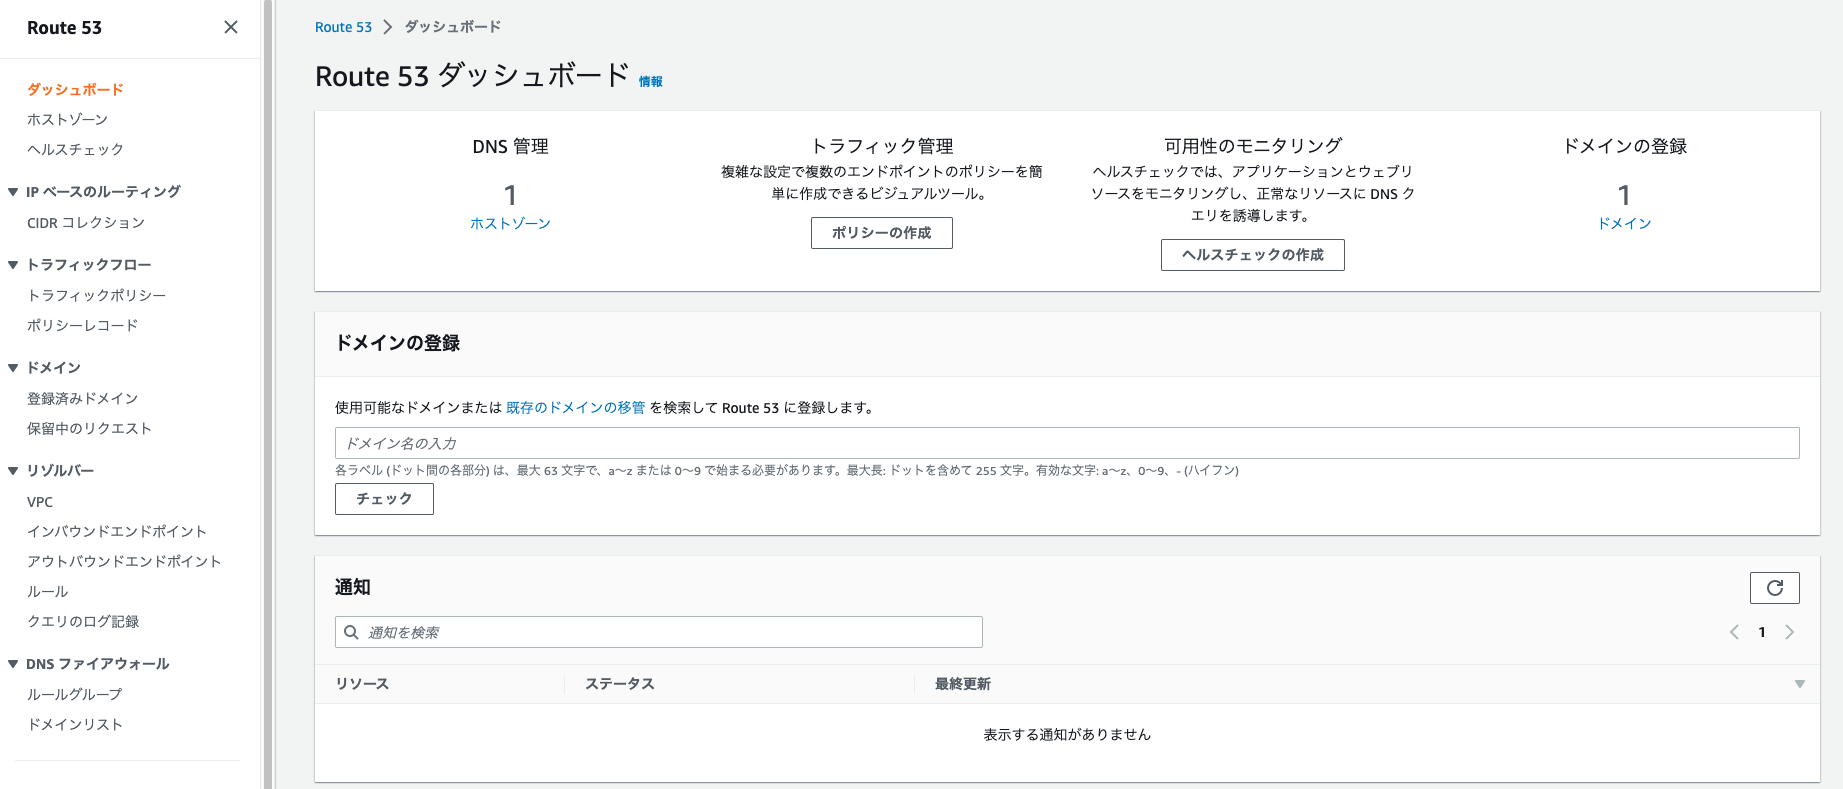 Route 53
ダッシュボード
ホストゾーン
ヘルスチェック
IP ベースのルーティング
CIDR コレクション
トラフィックフロー
トラフィックポリシー
ポリシーレコード
ドメイン
登録済みドメイン
保留中のリクエスト
リゾルバー
VPC
インバウンドエンドポイント
アウトバウンドエンドポイント
ルール
クエリのログ記録
DNS ファイアウォール
ルールグループ
ドメインリスト
Route 53 ダッシュボード
Route 53 ダッシュボード 情報
DNS 管理
1
ホストゾーン
トラフィック管理
複雑な設定で複数のエンドポイントのポリシーを簡
単に作成できるビジュアルツール。
ポリシーの作成
可用性のモニタリング
ヘルスチェックでは、アプリケーションとウェブリ
ソースをモニタリングし、正常なリソースに DNS ク
エリを誘導します。
ヘルスチェックの作成
ドメインの登録
1
ドメイン
ドメインの登録
使用可能なドメインまたは 既存のドメインの移管 を検索して Route 53 に登録します。
ドメイン名の入力
各ラベル (ドット間の各部分) は、最大 63 文字で、a〜z または 0〜9 で始まる必要があります。最大長: ドットを含めて 255 文字。有効な文字: a〜z、0〜9、- (ハイフン)
チェック
通知
通知を検索
1
リソース ステータス 最終更新
表示する通知がありません